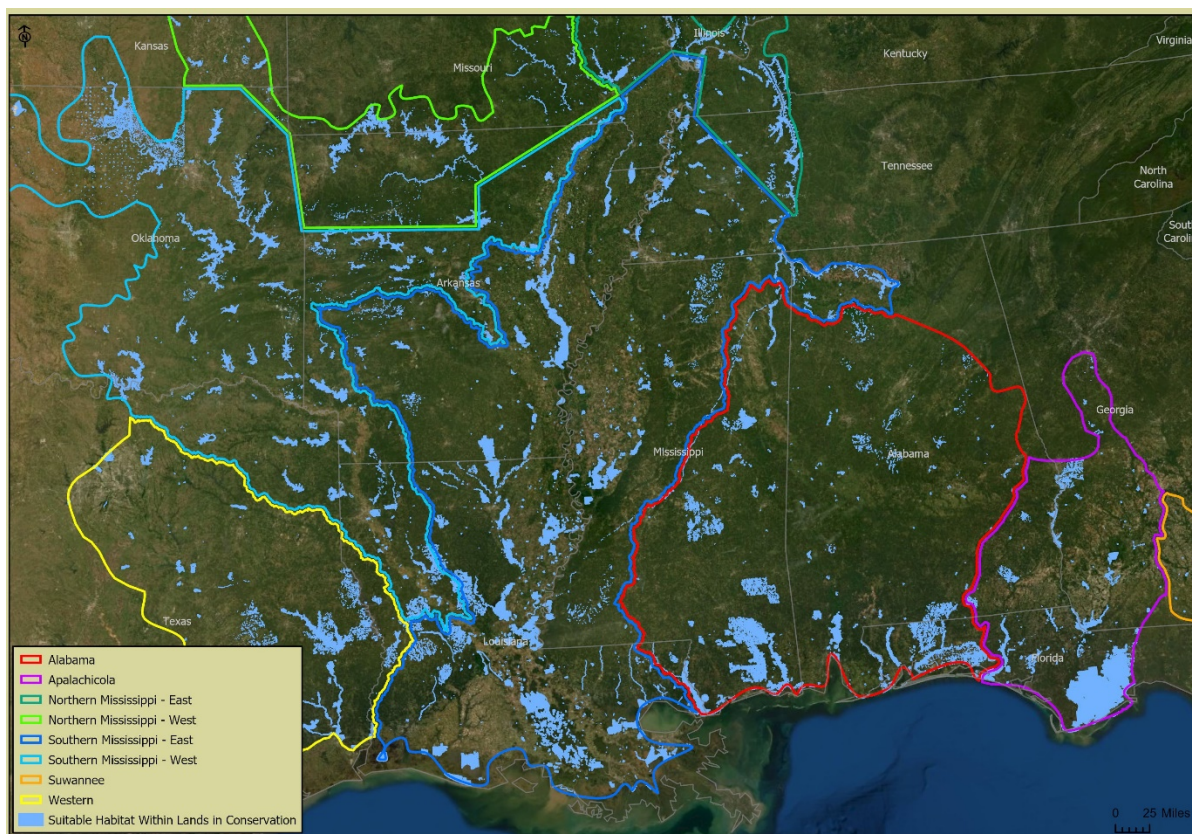 N
Kansas
Missouri
Illinois
Kentucky
Virginia
Tennessee
North
Carolina
South
Carolin
Oklahoma
Arkansas
Mississippi
Alabama
Georgia
Texas
Louisiana
Florida
Alabama
Apalachicola
Northern Mississippi - East
Northern Mississippi - West
Southern Mississippi - East
Southern Mississippi - West
Suwannee
Western
Suitable Habitat Within Lands in Conservation
0 25 Miles